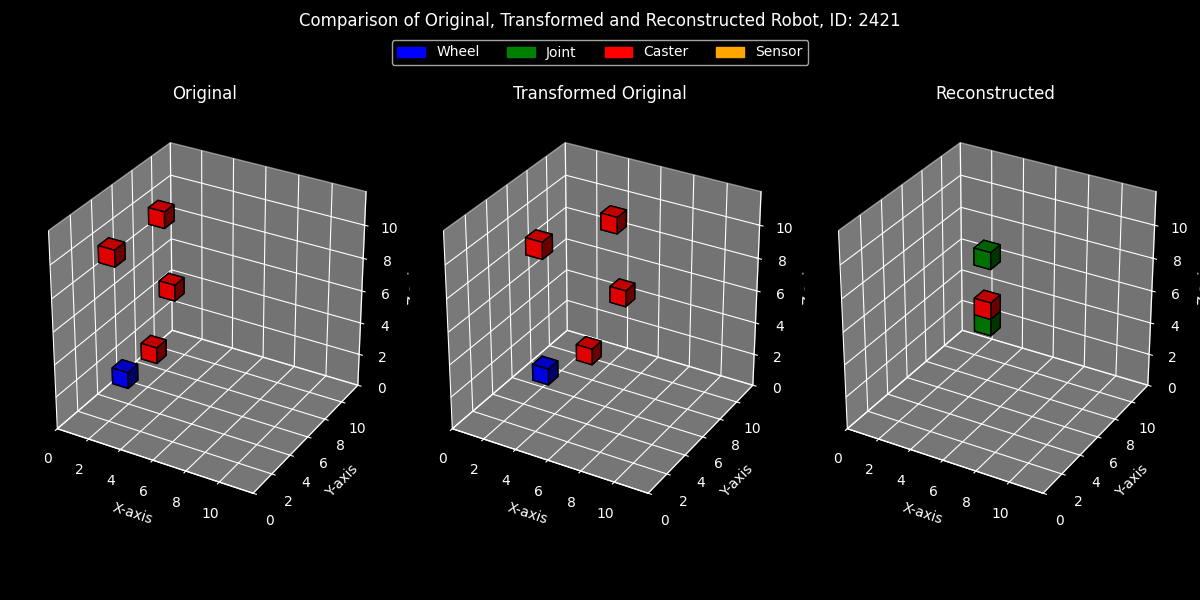 Comparison of Original, Transformed and Reconstructed Robot, ID: 2421
Wheel Joint Caster Sensor
Original
Transformed Original
Reconstructed
0 2 4 6 8 10
X-axis
0 2 4 6 8 10
Y-axis
0 2 4 6 8 10
0 2 4 6 8 10
X-axis
0 2 4 6 8 10
Y-axis
0 2 4 6 8 10
0 2 4 6 8 10
X-axis
0 2 4 6 8 10
Y-axis
0 2 4 6 8 10